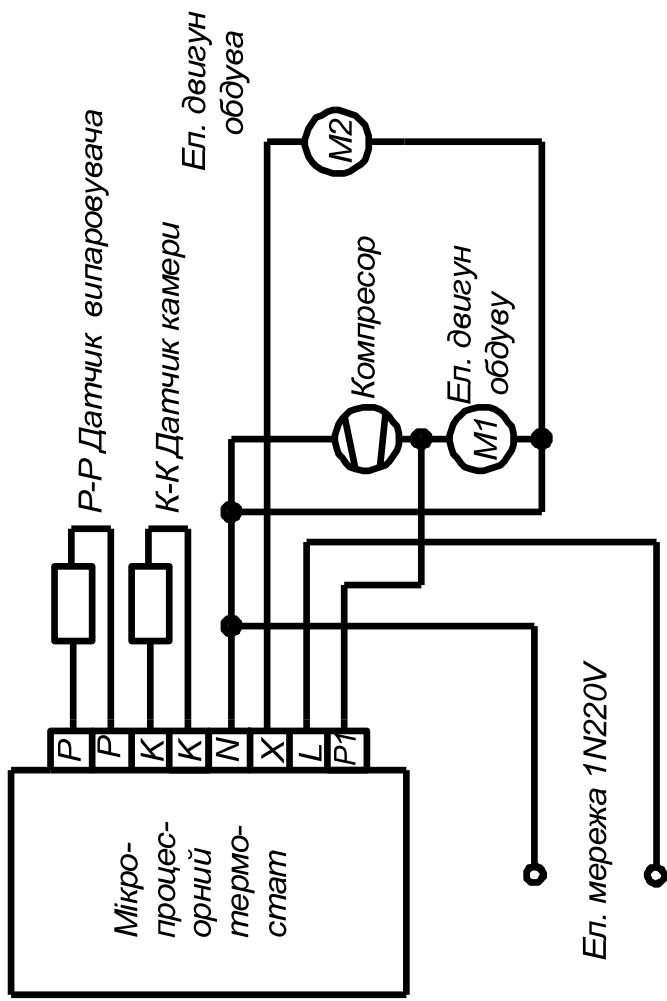 P-P Датчик випаровувача
К-К Датчик камери
Ел. двигун
обдува
М2
Компресор
Ел. двигун
обдуву
М1
P
P
K
K
N
X
L
P1
Мікро-
процес-
орний
термо-
стат
Ел. мережа 1N220V